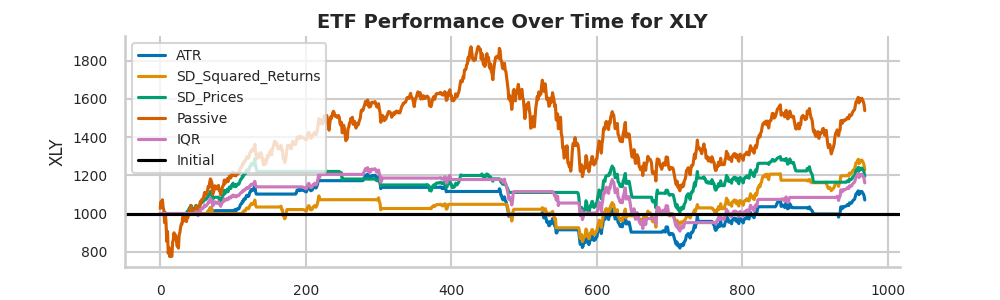 ETF Performance Over Time for XLY
XLY
1800
1600
1400
1200
1000
800
ATR
SD_Squared_Returns
SD_Prices
Passive
IQR
Initial
0 200 400 600 800 1000